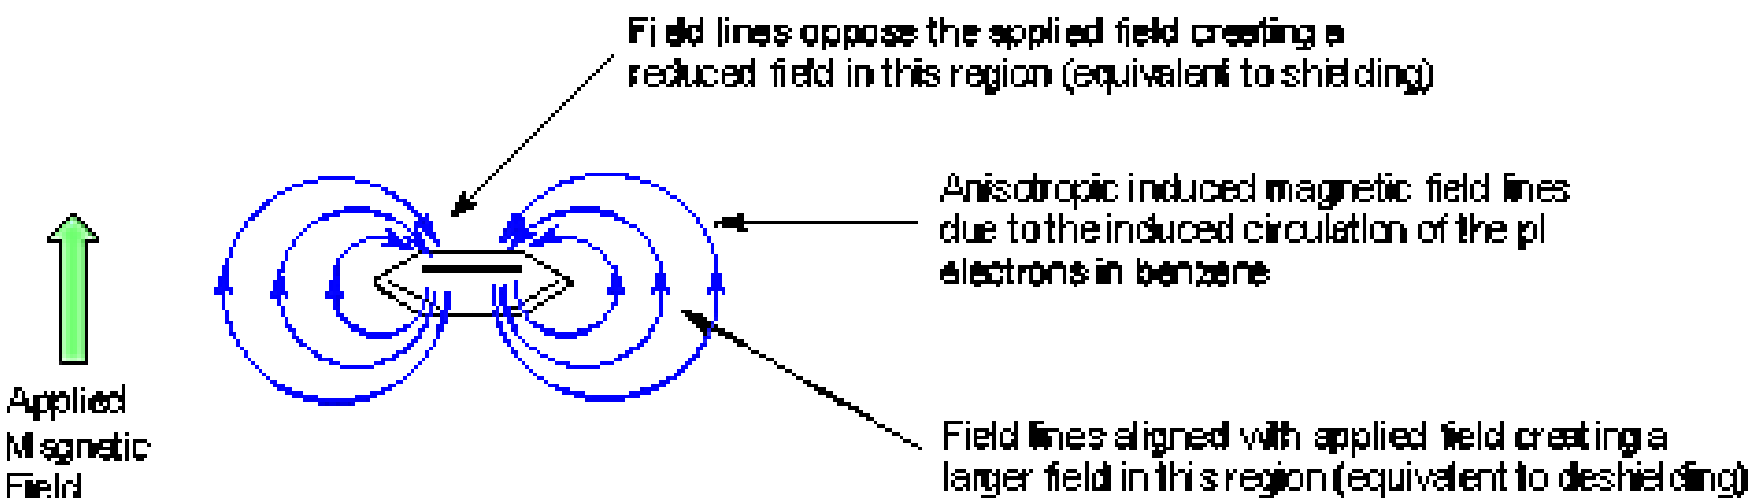 Field lines oppose the applied field creating a
reduced field in this region (equivalent to shielding)
Anisotropic induced magnetic field lines
due to the induced circulation of the pi
electrons in benzene
Applied
Magnetic
Field
Field lines aligned with applied field creating a
larger field in this region (equivalent to deshielding)